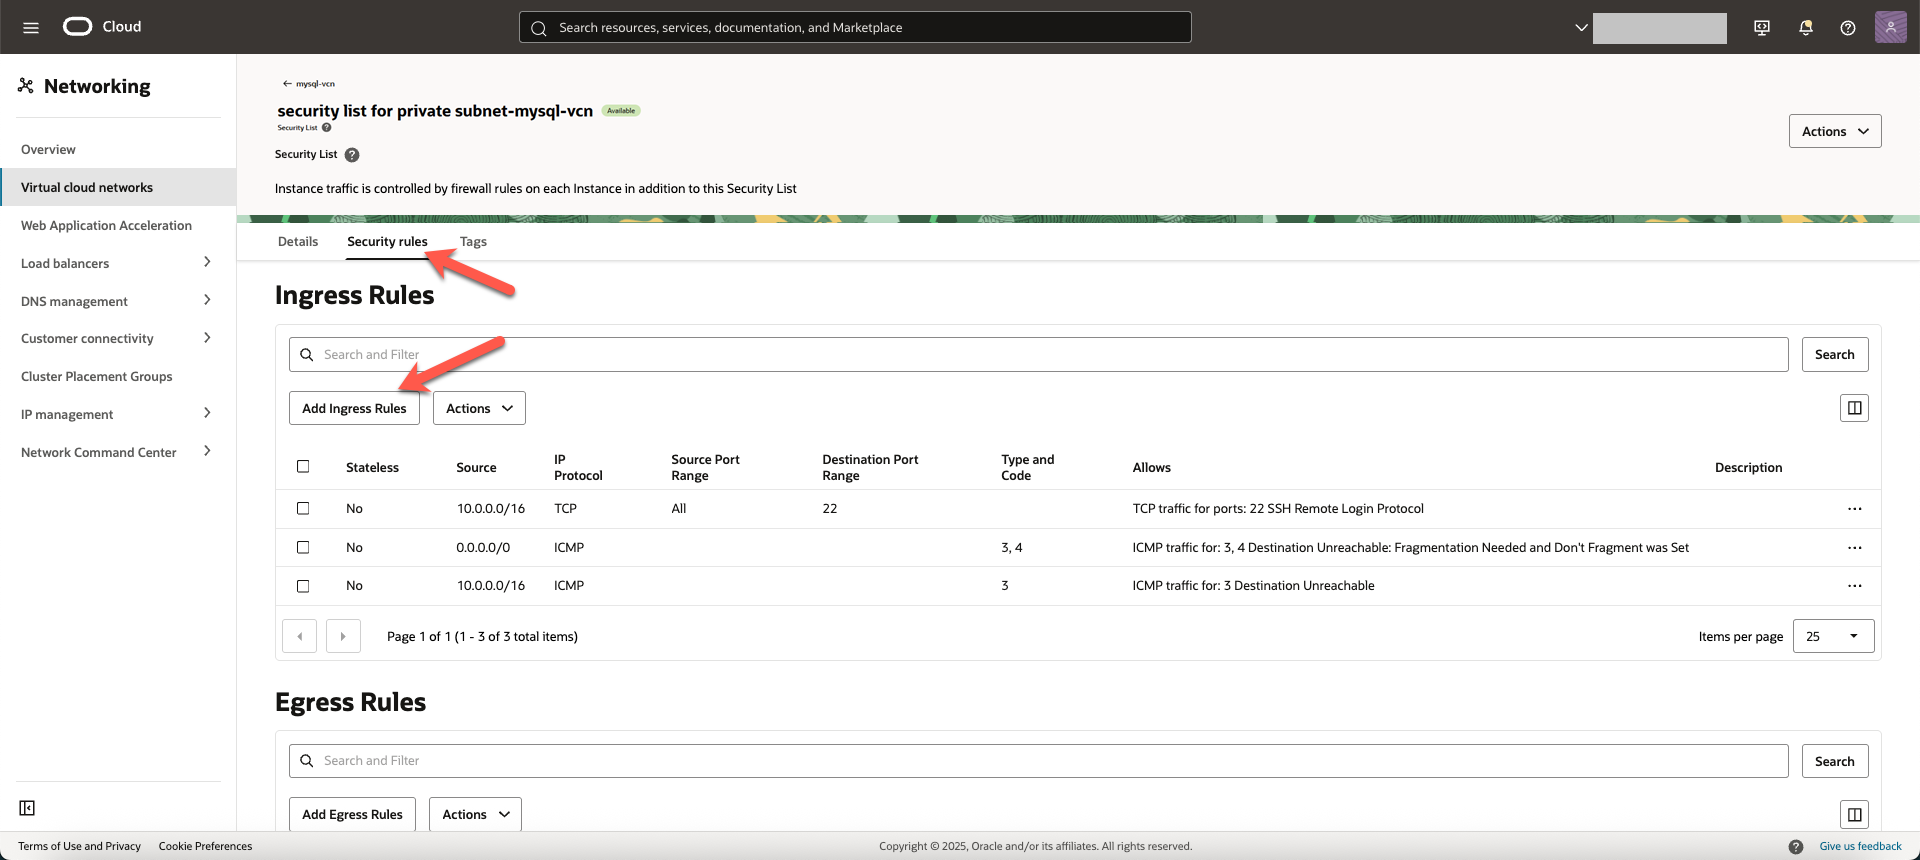 Cloud
Search resources, services, documentation, and Marketplace
Networking
Overview
Virtual cloud networks
Web Application Acceleration
Load balancers
DNS management
Customer connectivity
Cluster Placement Groups
IP management
Network Command Center
← mysql-vcn
security list for private subnet-mysql-vcn Available
Security List ?
Security List ?
Instance traffic is controlled by firewall rules on each Instance in addition to this Security List
Actions
Details Security rules Tags
Ingress Rules
Search and Filter Search
Add Ingress Rules Actions
Stateless Source IP Protocol Source Port Range Destination Port Range Type and Code Allows Description
No 10.0.0.0/16 TCP All 22 TCP traffic for ports: 22 SSH Remote Login Protocol ...
No 0.0.0.0/0 ICMP 3, 4 ICMP traffic for: 3, 4 Destination Unreachable: Fragmentation Needed and Don't Fragment was Set ...
No 10.0.0.0/16 ICMP 3 ICMP traffic for: 3 Destination Unreachable ...
Page 1 of 1 (1 - 3 of 3 total items) Items per page 25
Egress Rules
Search and Filter Search
Add Egress Rules Actions
Terms of Use and Privacy Cookie Preferences Copyright © 2025, Oracle and/or its affiliates. All rights reserved. ? Give us feedback